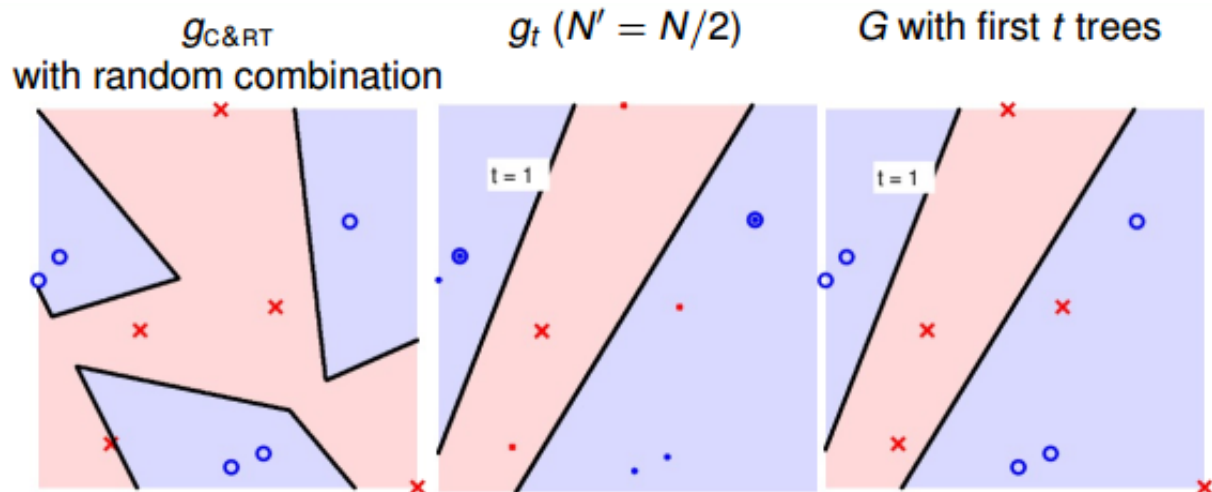 g_C&RT
with random combination
g_t (N′ = N/2)
G with first t trees
t = 1
t = 1